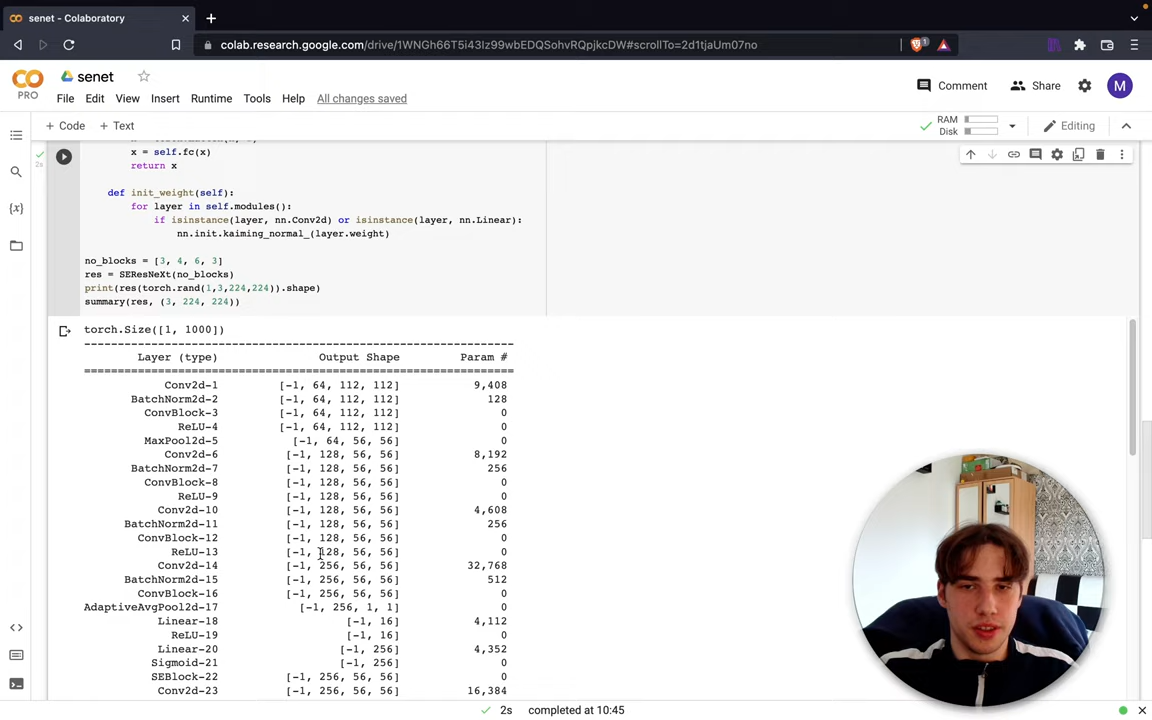 senet - Colaboratory
colab.research.google.com/drive/1WNGh66T5i43Iz99wbEDQSohvRQpjkcDW#scrollTo=2d1tjaUm07no
1
PRO
senet
File Edit View Insert Runtime Tools Help All changes saved
Comment Share M
+ Code + Text
RAM
Disk
Editing
2s
x = self.fc(x)
return x
def init_weight(self):
for layer in self.modules():
if isinstance(layer, nn.Conv2d) or isinstance(layer, nn.Linear):
nn.init.kaiming_normal_(layer.weight)
no_blocks = [3, 4, 6, 3]
res = SEResNeXt(no_blocks)
print(res(torch.rand(1,3,224,224)).shape)
summary(res, (3, 224, 224))
torch.Size([1, 1000])
----------------------------------------------------------------
Layer (type) Output Shape Param #
================================================================
Conv2d-1 [-1, 64, 112, 112] 9,408
BatchNorm2d-2 [-1, 64, 112, 112] 128
ConvBlock-3 [-1, 64, 112, 112] 0
ReLU-4 [-1, 64, 112, 112] 0
MaxPool2d-5 [-1, 64, 56, 56] 0
Conv2d-6 [-1, 128, 56, 56] 8,192
BatchNorm2d-7 [-1, 128, 56, 56] 256
ConvBlock-8 [-1, 128, 56, 56] 0
ReLU-9 [-1, 128, 56, 56] 0
Conv2d-10 [-1, 128, 56, 56] 4,608
BatchNorm2d-11 [-1, 128, 56, 56] 256
ConvBlock-12 [-1, 128, 56, 56] 0
ReLU-13 [-1, 128, 56, 56] 0
Conv2d-14 [-1, 256, 56, 56] 32,768
BatchNorm2d-15 [-1, 256, 56, 56] 512
ConvBlock-16 [-1, 256, 56, 56] 0
AdaptiveAvgPool2d-17 [-1, 256, 1, 1] 0
Linear-18 [-1, 16] 4,112
ReLU-19 [-1, 16] 0
Linear-20 [-1, 256] 4,352
Sigmoid-21 [-1, 256] 0
SEBlock-22 [-1, 256, 56, 56] 0
Conv2d-23 [-1, 256, 56, 56] 16,384
2s completed at 10:45